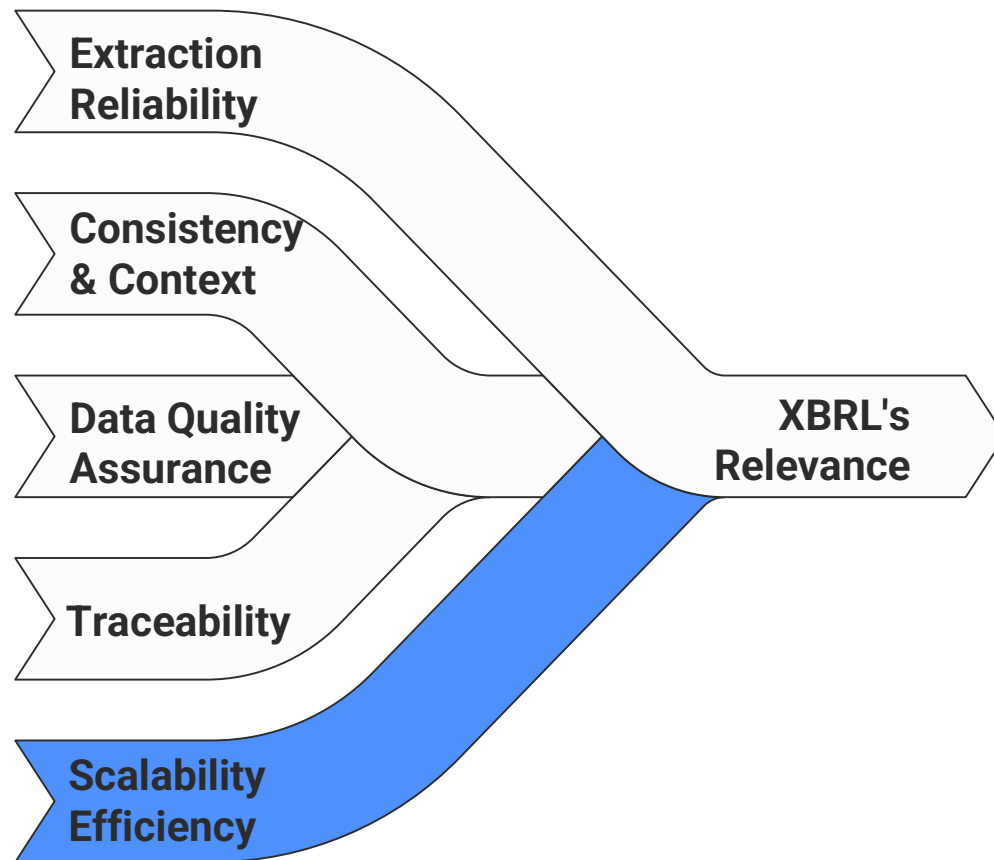 Extraction
Reliability
Consistency
& Context
Data Quality
Assurance
XBRL's
Relevance
Traceability
Scalability
Efficiency